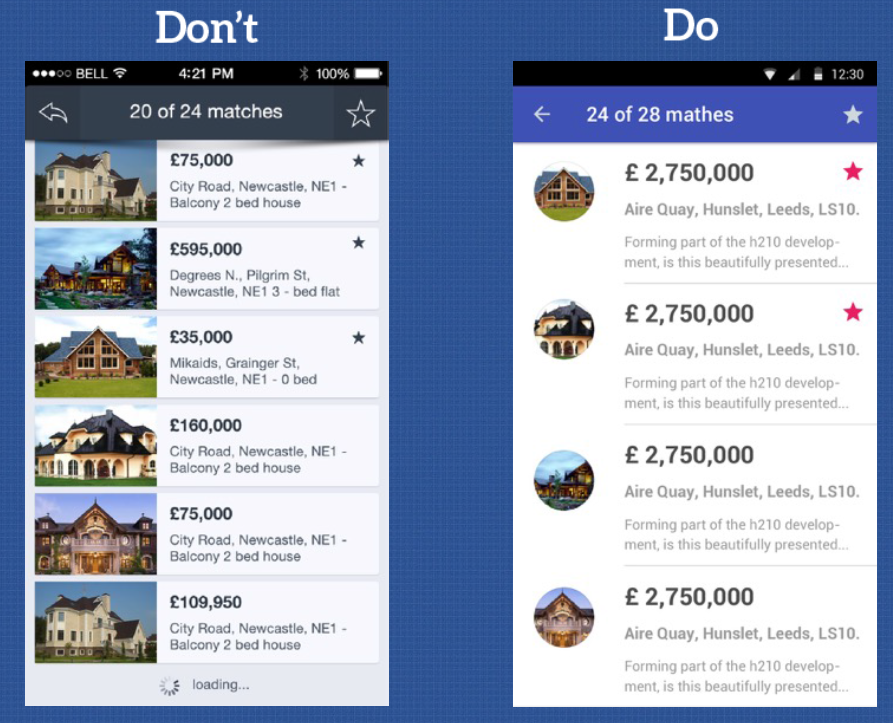 Don't
Do
BELL 4:21 PM 100%
20 of 24 matches
£75,000
City Road, Newcastle, NE1 -
Balcony 2 bed house
£595,000
Degrees N., Pilgrim St,
Newcastle, NE1 3 - bed flat
£35,000
Mikaids, Grainger St,
Newcastle, NE1 - 0 bed
£160,000
City Road, Newcastle, NE1 -
Balcony 2 bed house
£75,000
City Road, Newcastle, NE1 -
Balcony 2 bed house
£109,950
City Road, Newcastle, NE1 -
Balcony 2 bed house
loading...
12:30
24 of 28 mathes
£ 2,750,000
Aire Quay, Hunslet, Leeds, LS10.
Forming part of the h210 develop-
ment, is this beautifully presented...
£ 2,750,000
Aire Quay, Hunslet, Leeds, LS10.
Forming part of the h210 develop-
ment, is this beautifully presented...
£ 2,750,000
Aire Quay, Hunslet, Leeds, LS10.
Forming part of the h210 develop-
ment, is this beautifully presented...
£ 2,750,000
Aire Quay, Hunslet, Leeds, LS10.
Forming part of the h210 develop-
ment, is this beautifully presented...